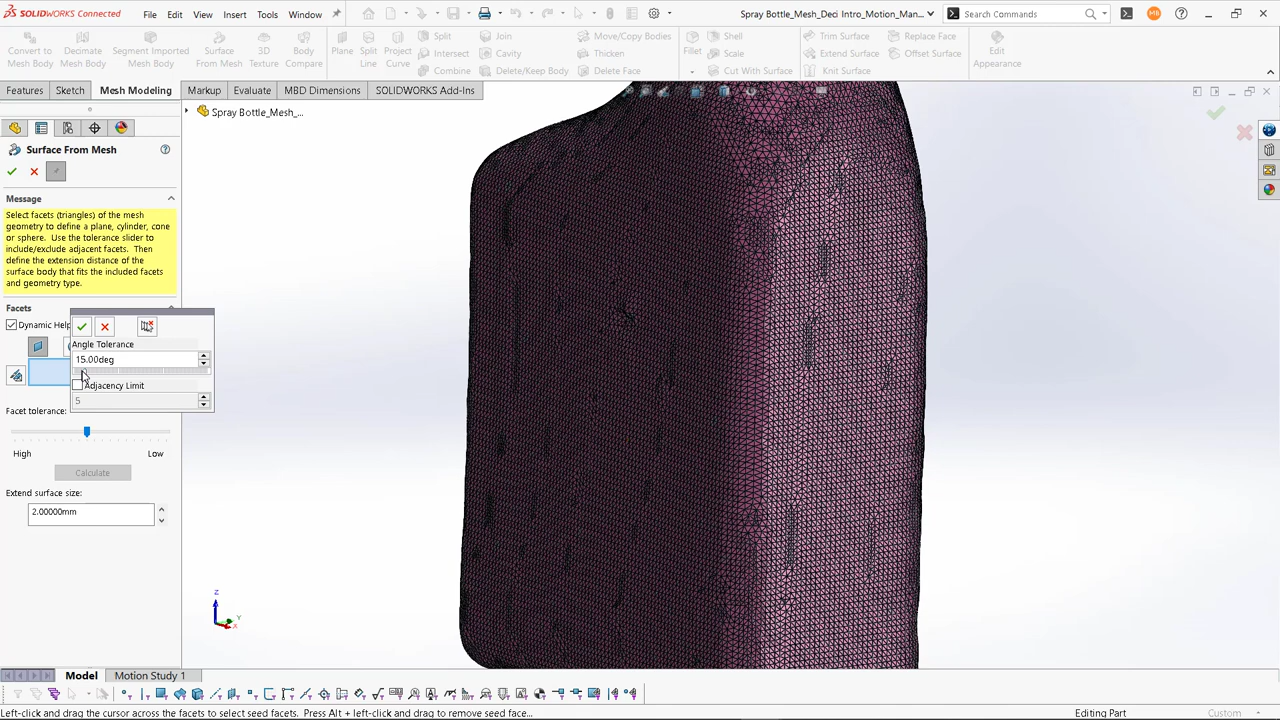 SOLIDWORKS Connected
File
Edit
View
Insert
Tools
Window
Spray Bottle_Mesh_Deci Intro_Motion_Man...
Search Commands
MB
Convert to Mesh Body
Decimate Mesh Body
Segment Imported Mesh Body
Surface From Mesh
3D Texture
Body Compare
Plane
Split Line
Project Curve
Split
Intersect
Combine
Join
Cavity
Delete/Keep Body
Move/Copy Bodies
Thicken
Delete Face
Fillet
Shell
Scale
Cut With Surface
Trim Surface
Extend Surface
Knit Surface
Replace Face
Offset Surface
Edit Appearance
Features
Sketch
Mesh Modeling
Markup
Evaluate
MBD Dimensions
SOLIDWORKS Add-Ins
Spray Bottle_Mesh_...
Surface From Mesh
Message
Select facets (triangles) of the mesh
geometry to define a plane, cylinder, cone
or sphere. Use the tolerance slider to
include/exclude adjacent facets. Then
define the extension distance of the
surface body that fits the included facets
and geometry type.
Facets
Dynamic Help
Angle Tolerance
15.00deg
Adjacency Limit
5
Facet tolerance:
High
Low
Calculate
Extend surface size:
2.00000mm
Z
Y
X
Model
Motion Study 1
Left-click and drag the cursor across the facets to select seed facets. Press Alt + left-click and drag to remove seed face...
Editing Part
Custom